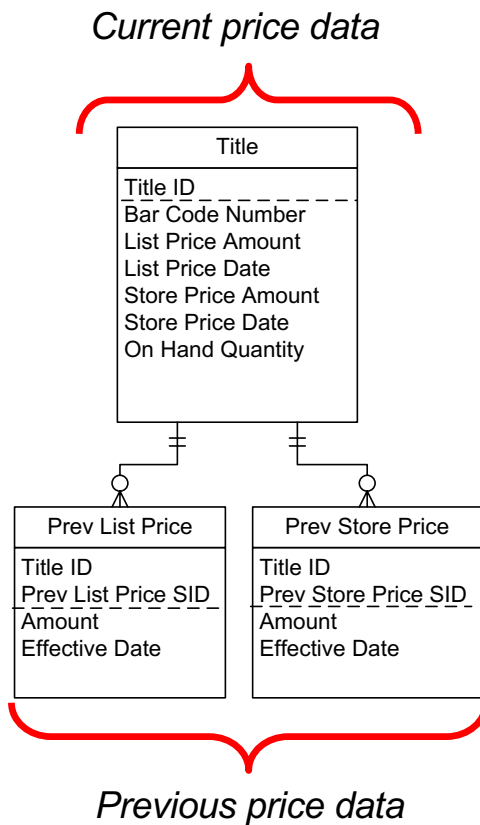 Current price data
Title
Title ID
Bar Code Number
List Price Amount
List Price Date
Store Price Amount
Store Price Date
On Hand Quantity
Prev List Price
Title ID
Prev List Price SID
Amount
Effective Date
Prev Store Price
Title ID
Prev Store Price SID
Amount
Effective Date
Previous price data